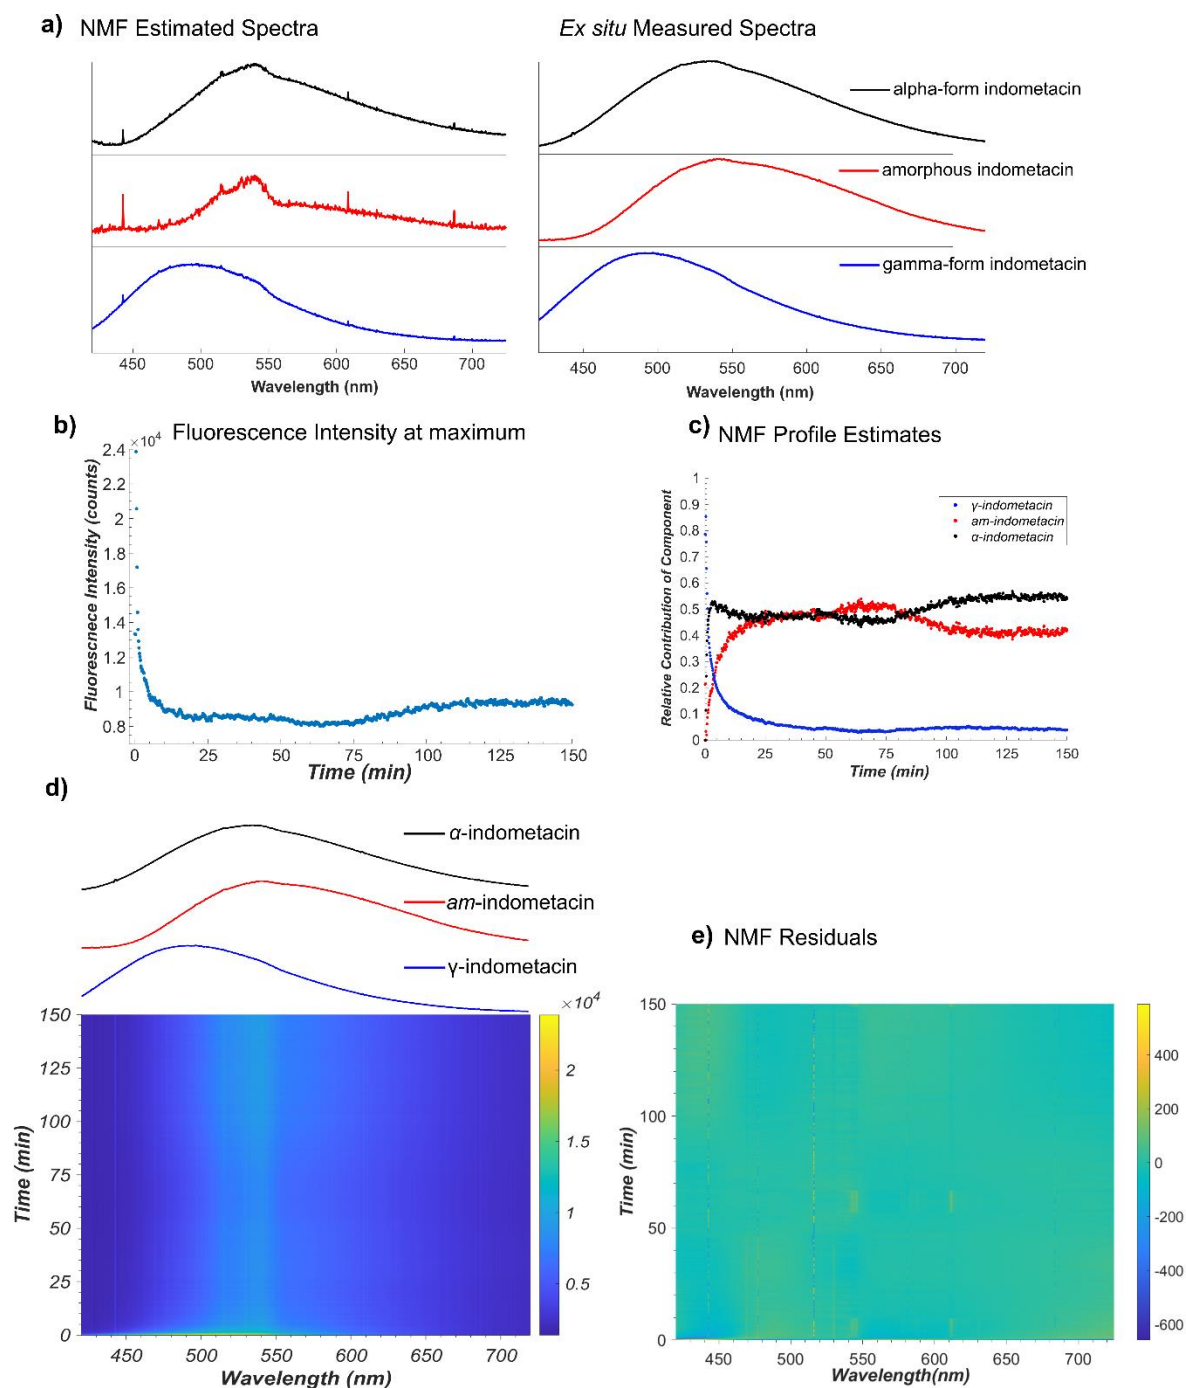 a) NMF Estimated Spectra
Ex situ Measured Spectra
alpha-form indometacin
amorphous indometacin
gamma-form indometacin
450 500 550 600 650 700
Wavelength (nm)
450 500 550 600 650 700
Wavelength (nm)
b) Fluorescence Intensity at maximum
×10⁴
2.4
2.2
2
1.8
1.6
1.4
1.2
1
0.8
Fluorescnece Intensity (counts)
0 25 50 75 100 125 150
Time (min)
c) NMF Profile Estimates
1
0.9
0.8
0.7
0.6
0.5
0.4
0.3
0.2
0.1
0
Relative Contribution of Component
γ-indometacin
am-indometacin
α-indometacin
0 25 50 75 100 125 150
Time (min)
d)
α-indometacin
am-indometacin
γ-indometacin
×10⁴
150
125
100
75
50
25
0
Time (min)
450 500 550 600 650 700
Wavelength (nm)
2
1.5
1
0.5
e) NMF Residuals
150
100
50
0
Time (min)
450 500 550 600 650 700
Wavelength(nm)
400
200
0
-200
-400
-600